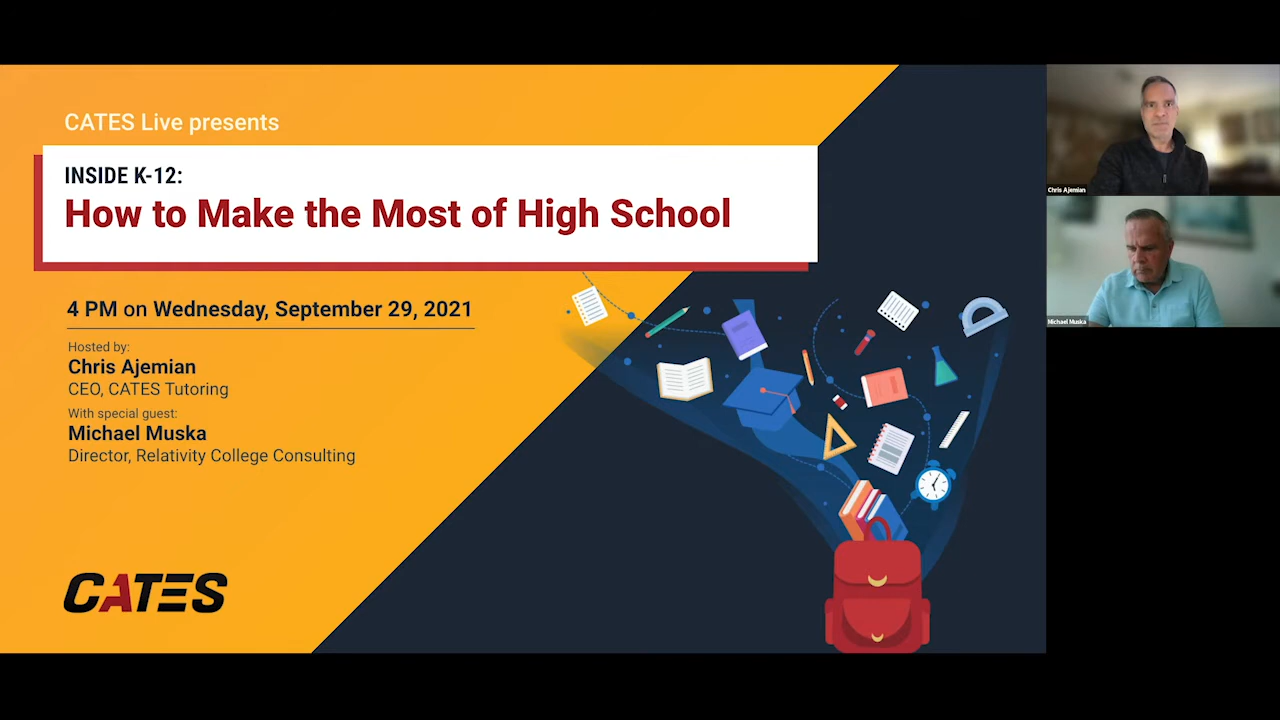 CATES Live presents
INSIDE K-12:
How to Make the Most of High School
4 PM on Wednesday, September 29, 2021
Hosted by:
Chris Ajemian
CEO, CATES Tutoring
With special guest:
Michael Muska
Director, Relativity College Consulting
CATES
Chris Ajemian
Michael Muska